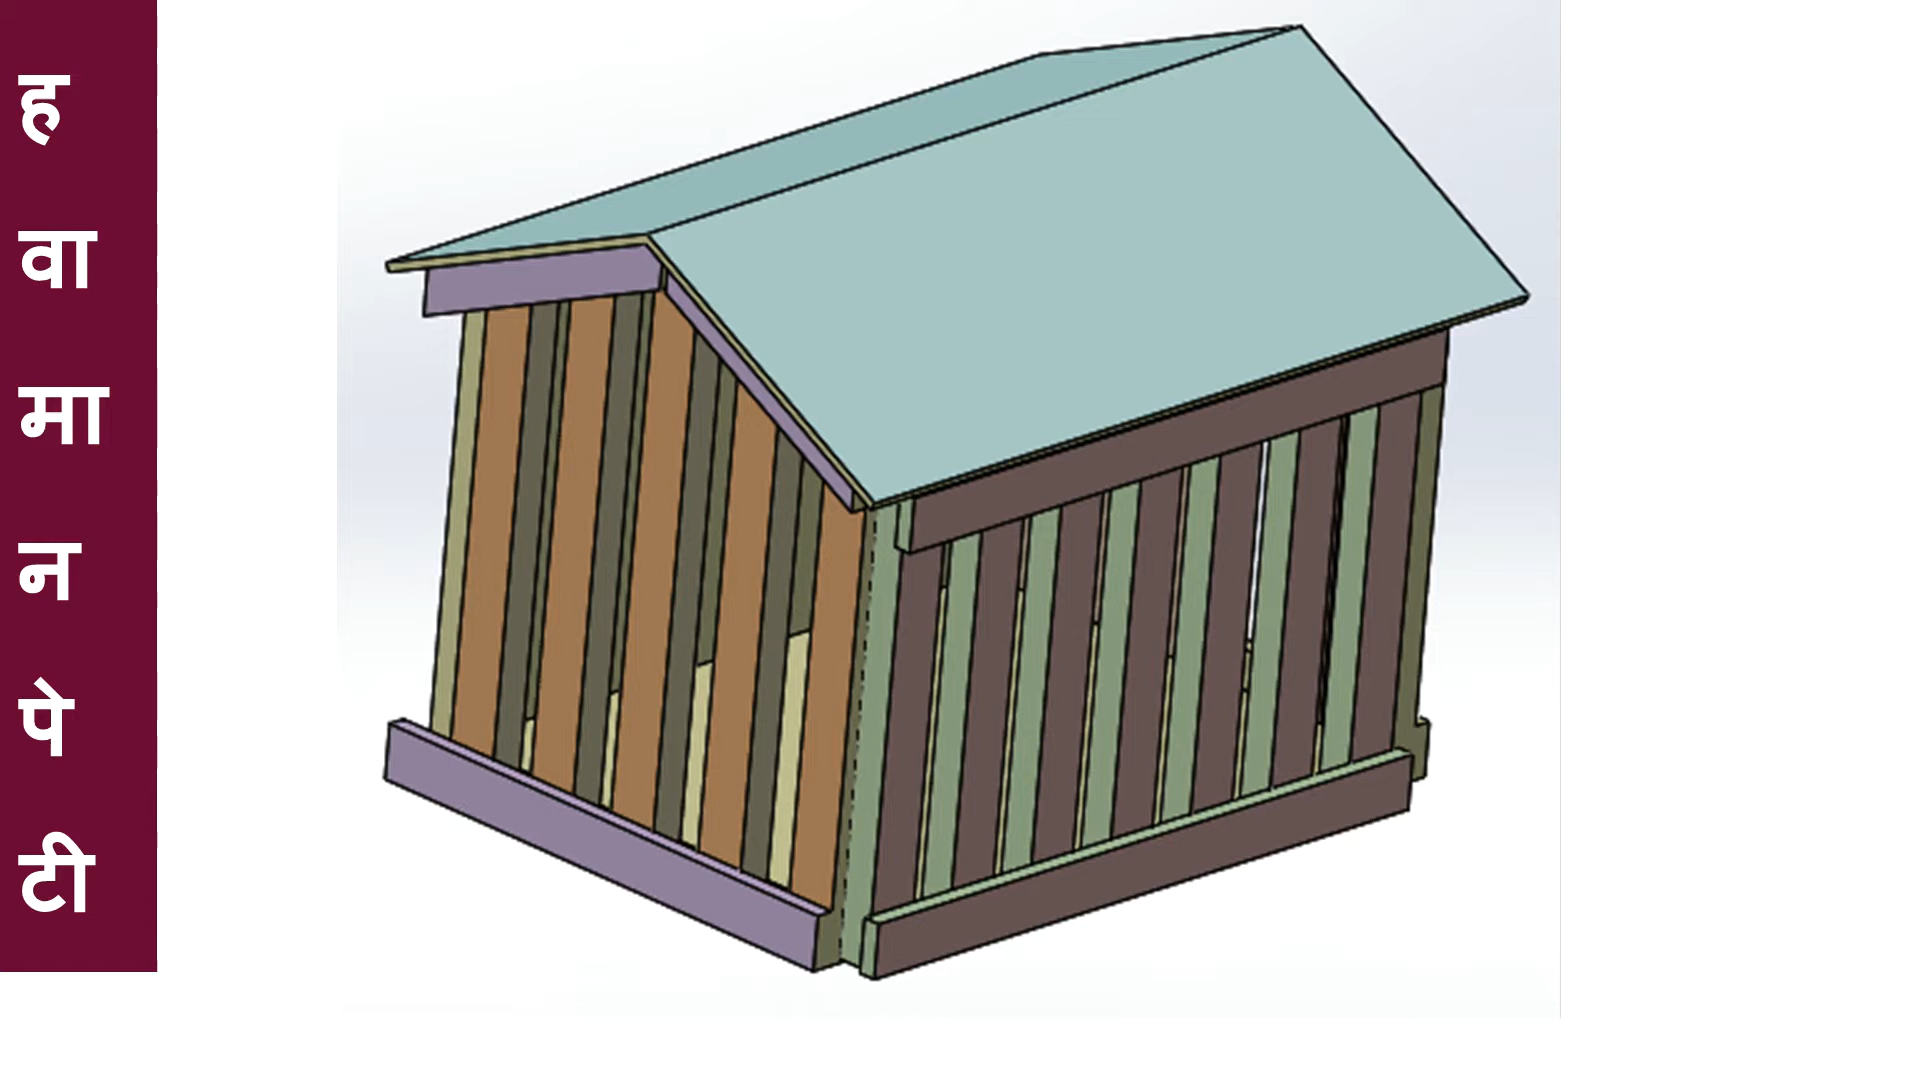 ह
वा
मा
न
पे
टी